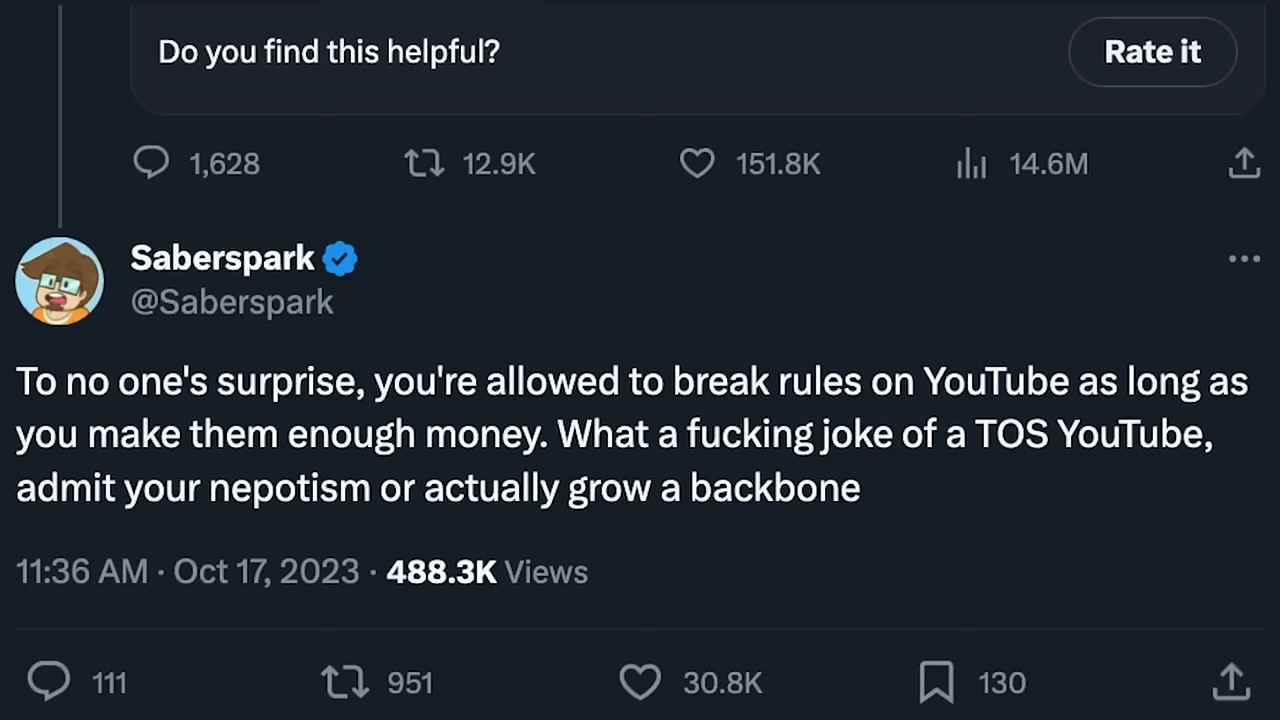 Do you find this helpful?
Rate it
1,628 12.9K 151.8K 14.6M
Saberspark
@Saberspark
To no one's surprise, you're allowed to break rules on YouTube as long as
you make them enough money. What a fucking joke of a TOS YouTube,
admit your nepotism or actually grow a backbone
11:36 AM · Oct 17, 2023 · 488.3K Views
111 951 30.8K 130